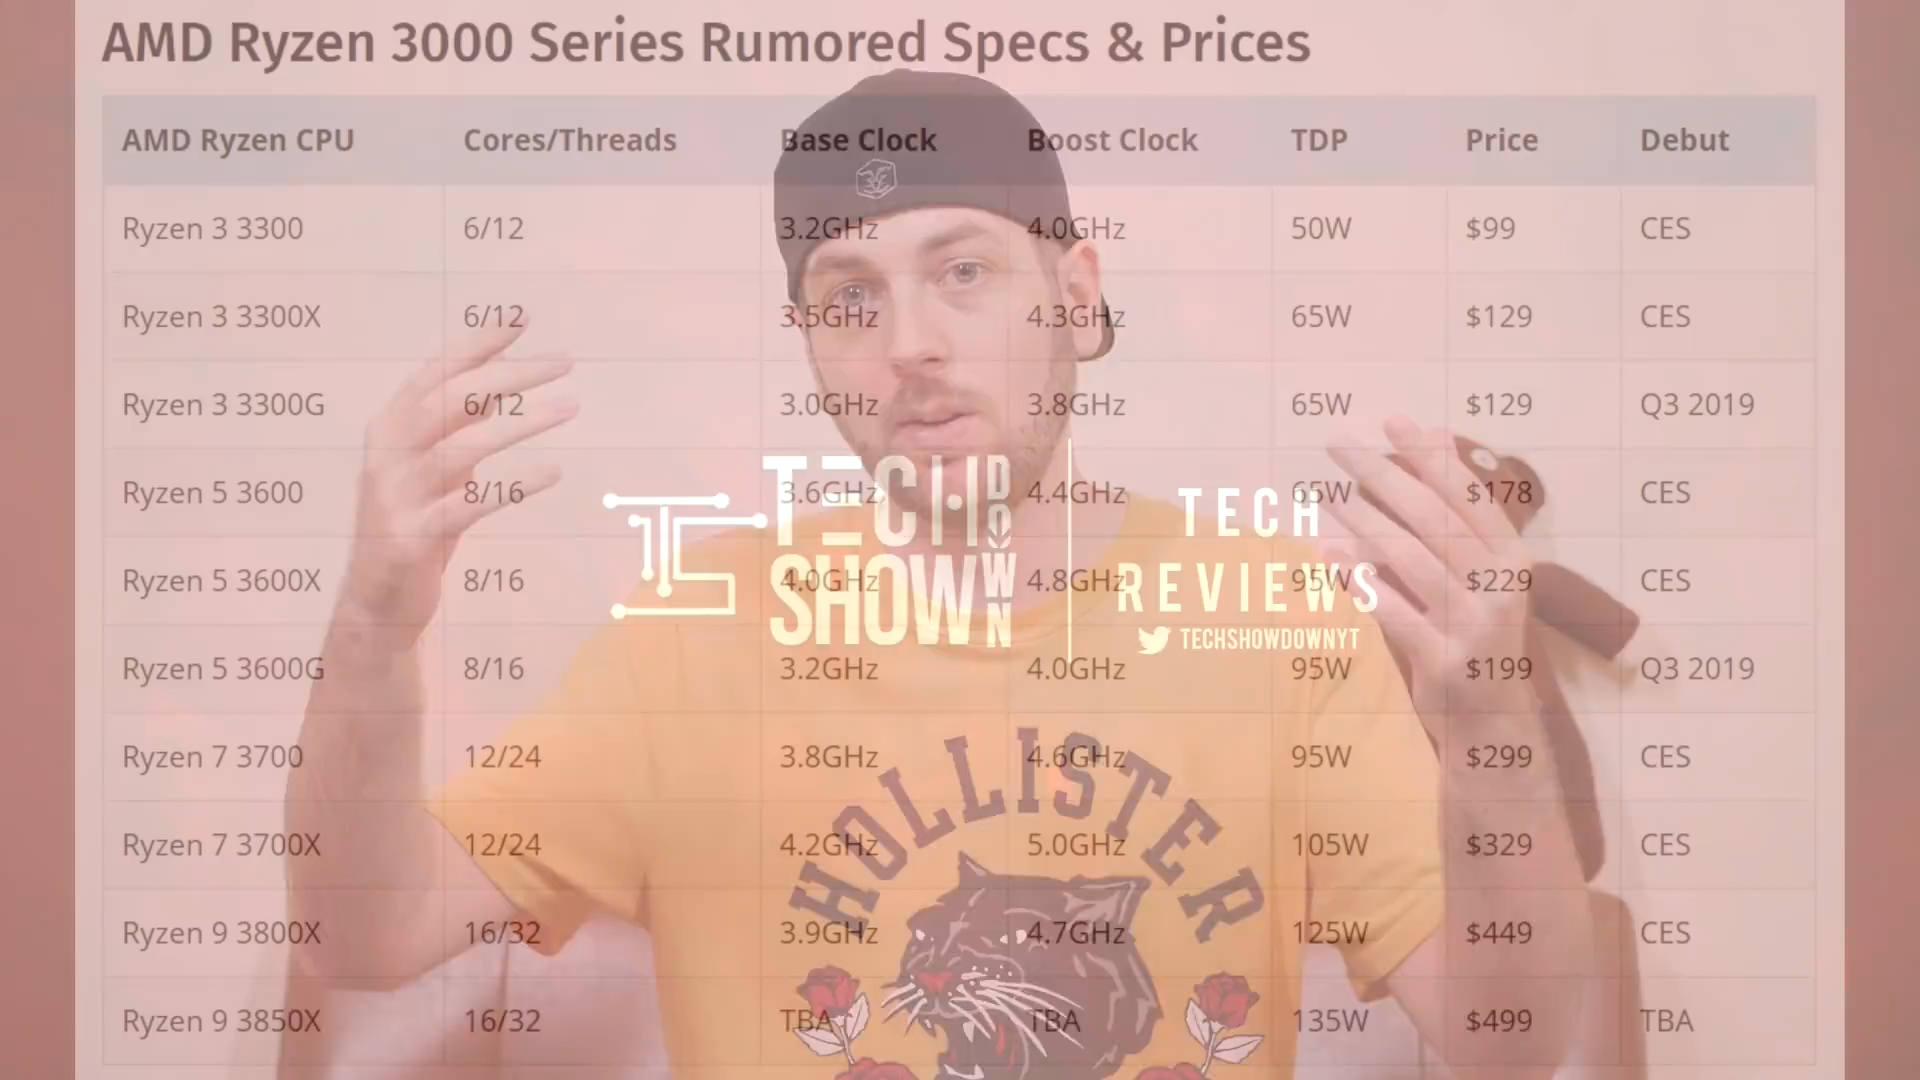 AMD Ryzen 3000 Series Rumored Specs & Prices
AMD Ryzen CPU Cores/Threads Base Clock Boost Clock TDP Price Debut
Ryzen 3 3300 6/12 3.2GHz 4.0GHz 50W $99 CES
Ryzen 3 3300X 6/12 3.5GHz 4.3GHz 65W $129 CES
Ryzen 3 3300G 6/12 3.0GHz 3.8GHz 65W $129 Q3 2019
Ryzen 5 3600 8/16 3.6GHz 4.4GHz 65W $178 CES
Ryzen 5 3600X 8/16 4.0GHz 4.8GHz 95W $229 CES
Ryzen 5 3600G 8/16 3.2GHz 4.0GHz 95W $199 Q3 2019
Ryzen 7 3700 12/24 3.8GHz 4.6GHz 95W $299 CES
Ryzen 7 3700X 12/24 4.2GHz 5.0GHz 105W $329 CES
Ryzen 9 3800X 16/32 3.9GHz 4.7GHz 125W $449 CES
Ryzen 9 3850X 16/32 TBA TBA 135W $499 TBA
TECH
SHOW
DOWN
TECH
REVIEWS
TECHSHOWDOWNYT
HOLLISTER